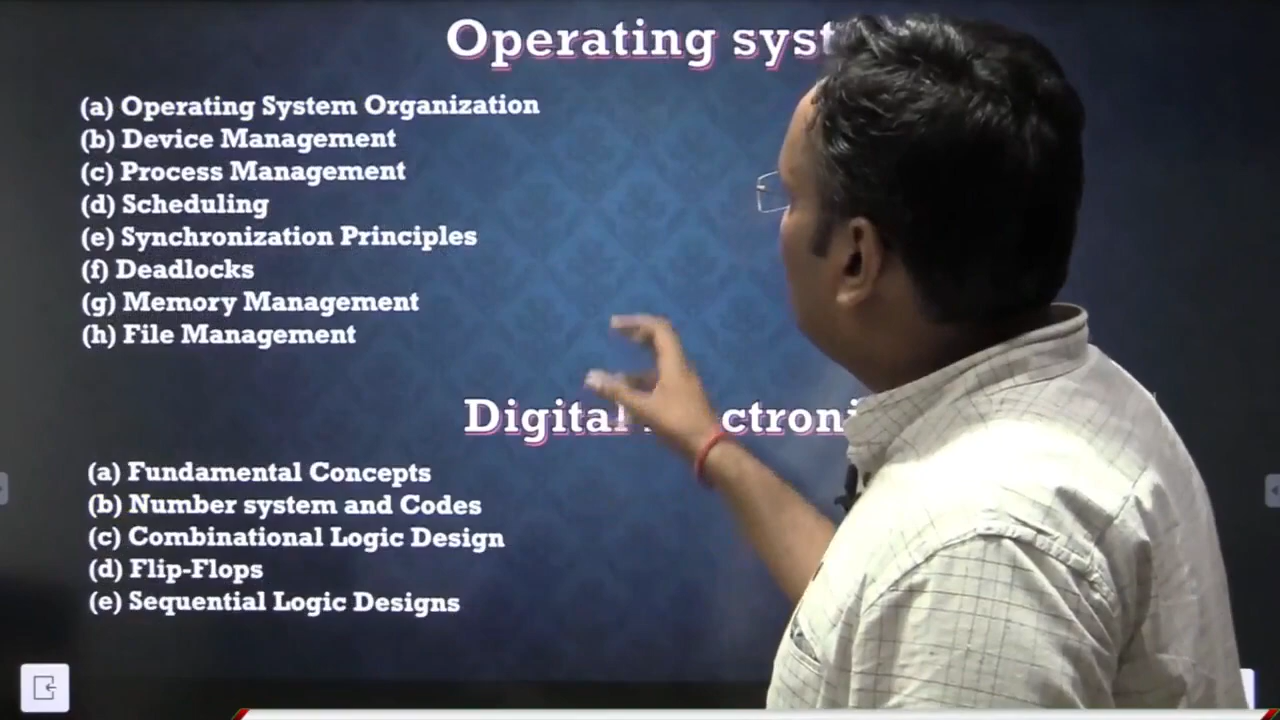 Operating syst
(a) Operating System Organization
(b) Device Management
(c) Process Management
(d) Scheduling
(e) Synchronization Principles
(f) Deadlocks
(g) Memory Management
(h) File Management
Digital ctroni
(a) Fundamental Concepts
(b) Number system and Codes
(c) Combinational Logic Design
(d) Flip-Flops
(e) Sequential Logic Designs